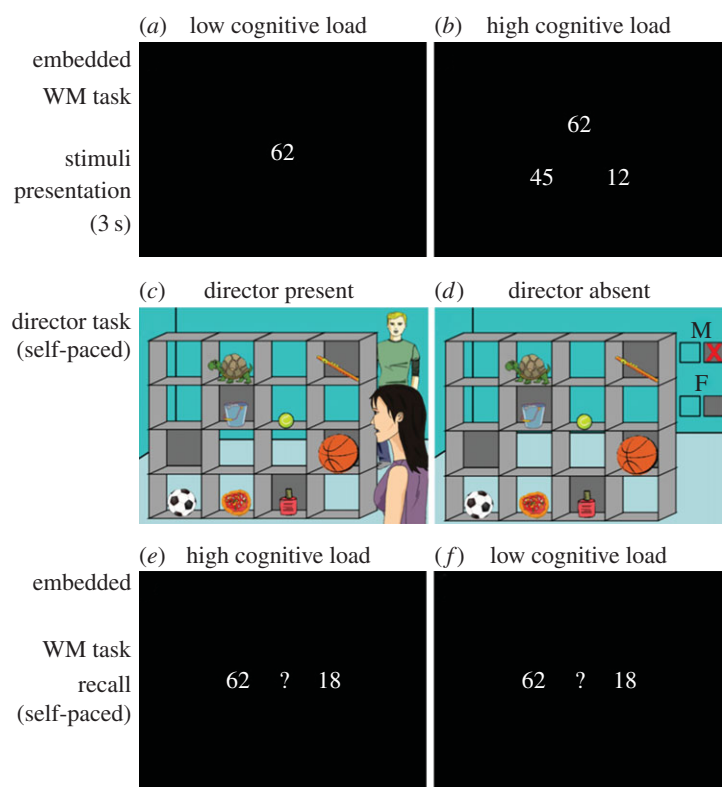 (a) low cognitive load
(b) high cognitive load
embedded
WM task
stimuli
presentation
(3 s)
62
62
45 12
(c) director present
(d) director absent
director task
(self-paced)
M
X
F
(e) high cognitive load
(f) low cognitive load
embedded
WM task
recall
(self-paced)
62 ? 18
62 ? 18